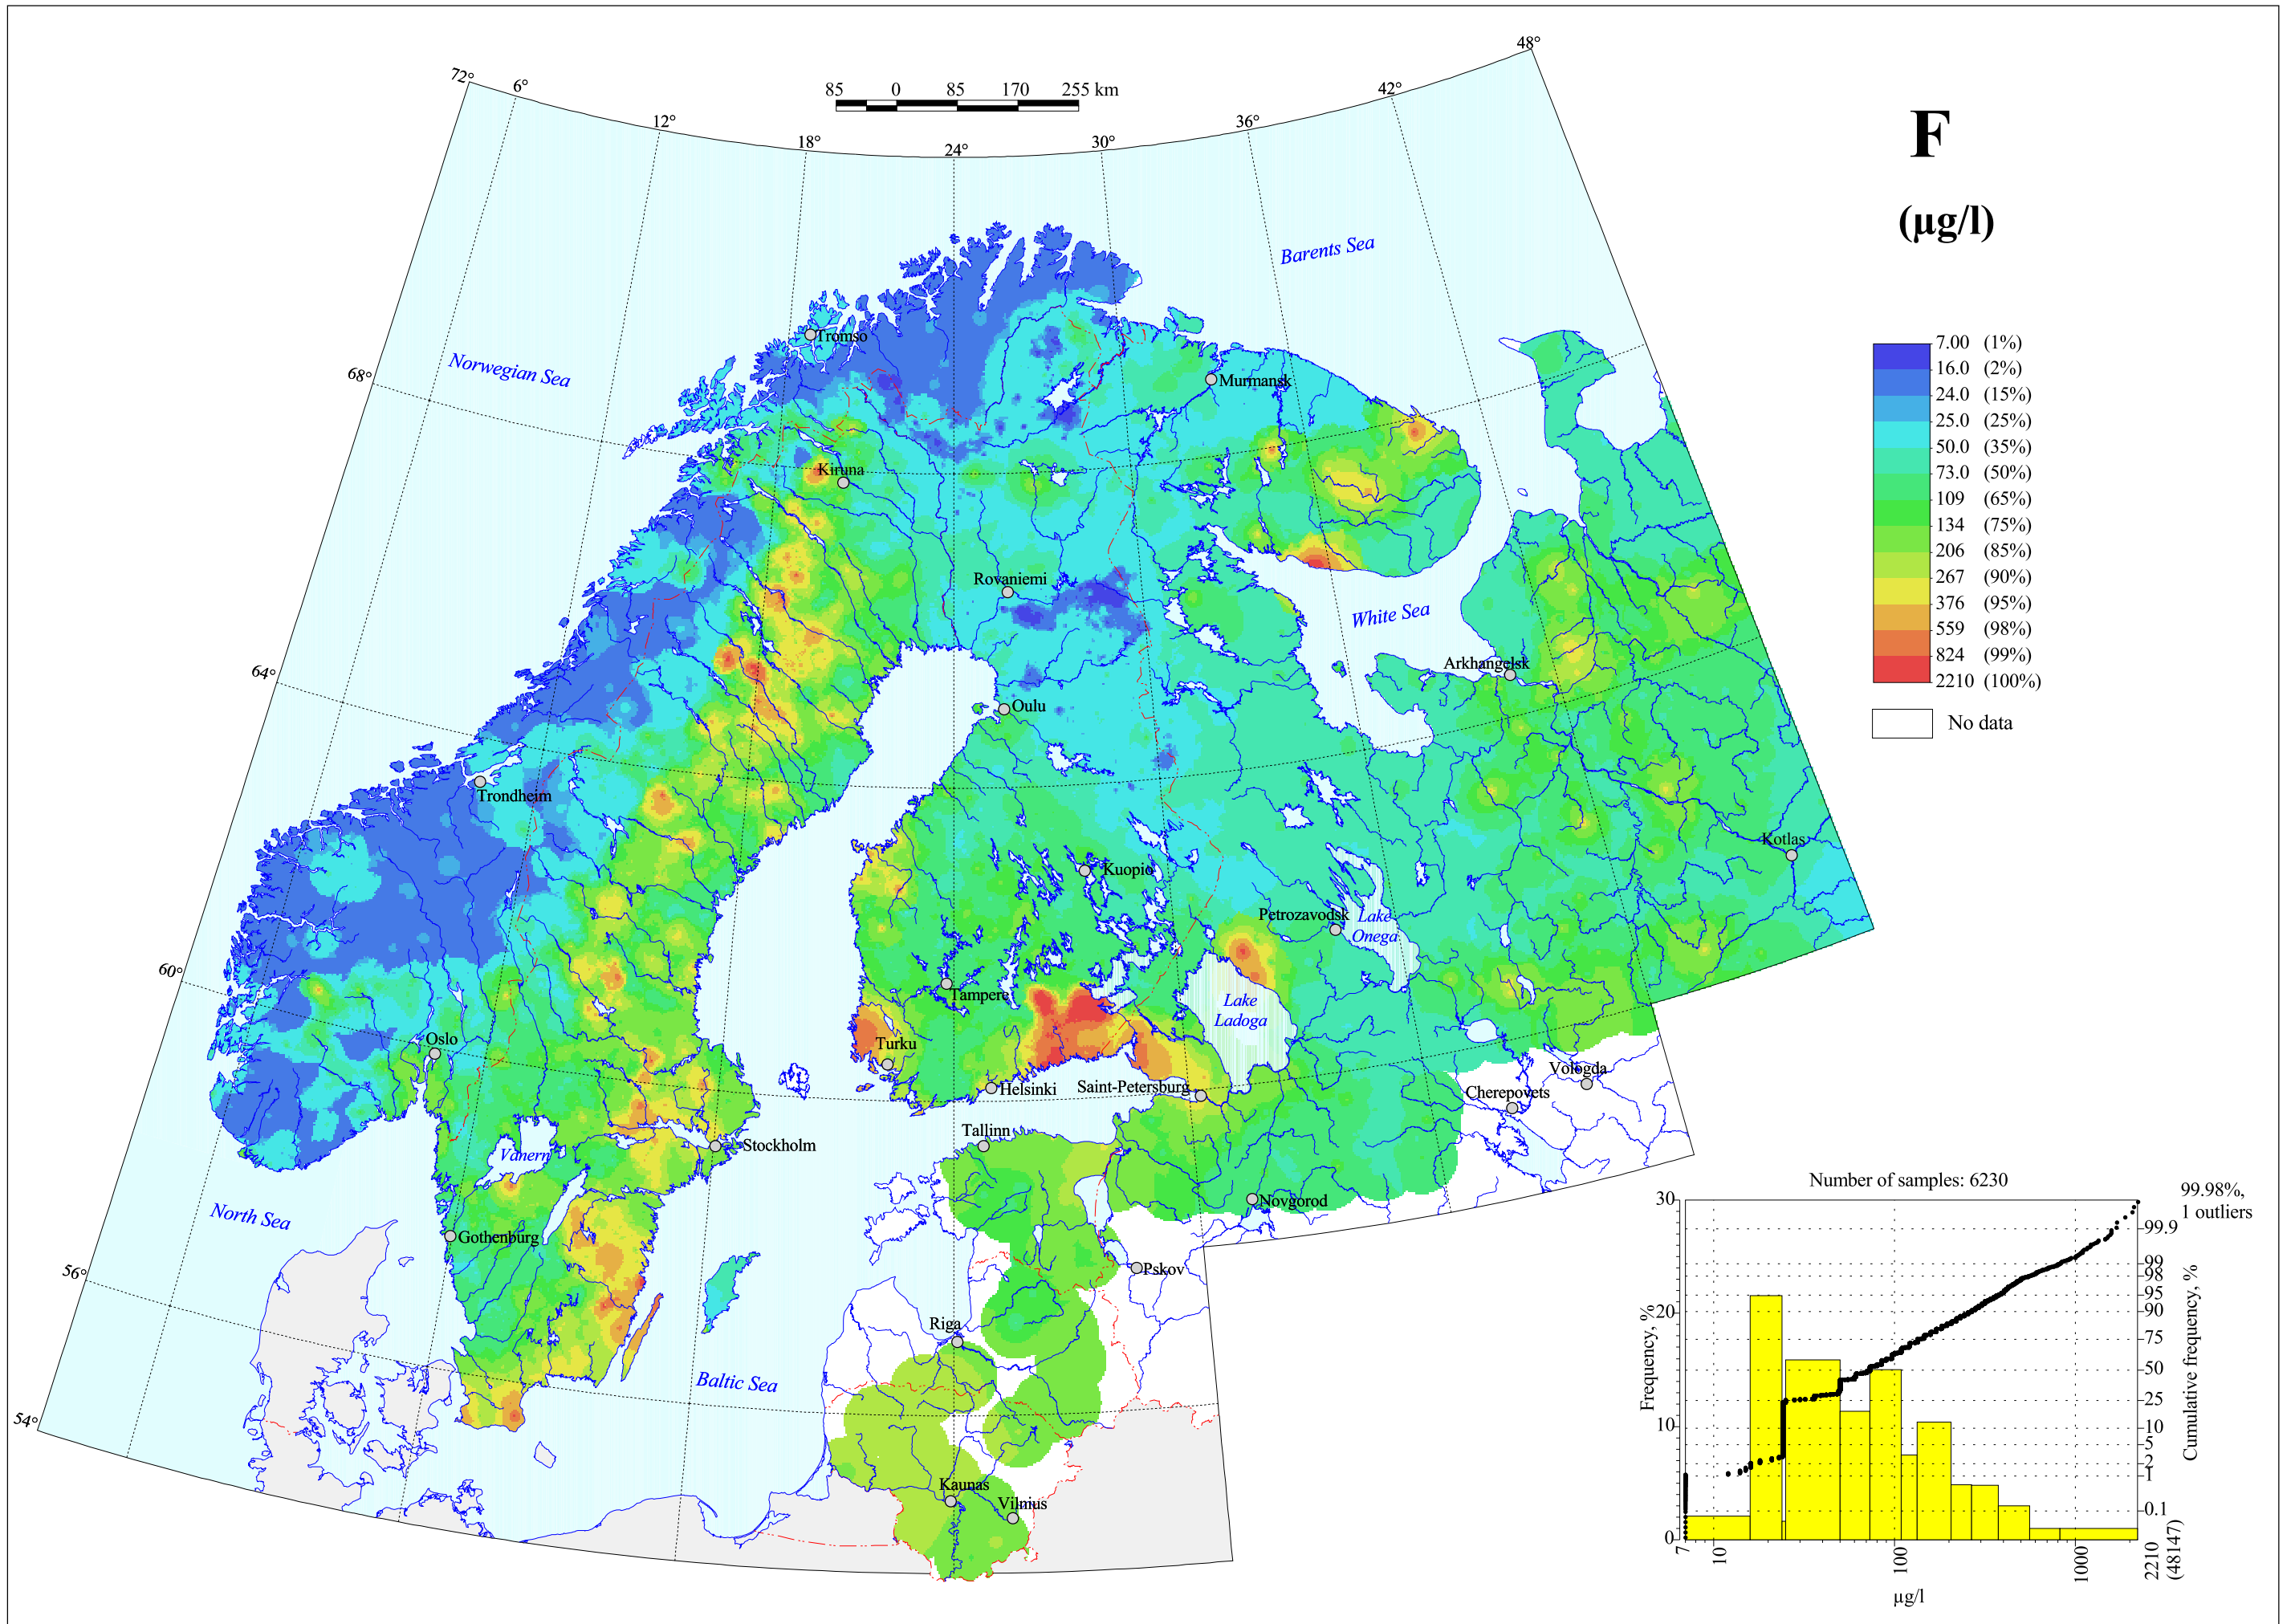 48°
72°
6°
85 0 85 170 255 km
42°
12°
36°
18°
24°
30°
F
(µg/l)
Barents Sea
Norwegian Sea
68°
Tromso
Murmansk
Kiruna
7.00 (1%)
16.0 (2%)
24.0 (15%)
25.0 (25%)
50.0 (35%)
73.0 (50%)
109 (65%)
134 (75%)
206 (85%)
267 (90%)
376 (95%)
559 (98%)
824 (99%)
2210 (100%)
No data
Rovaniemi
White Sea
64°
Arkhangelsk
Oulu
Trondheim
Kotlas
Kuopio
Petrozavodsk
Lake
Onega
60°
Tampere
Lake
Ladoga
Oslo
Turku
Helsinki
Saint-Petersburg
Vologda
Cherepovets
Tallinn
Stockholm
Vanern
Novgorod
North Sea
Gothenburg
56°
Pskov
Riga
Baltic Sea
54°
Kaunas
Vilnius
Number of samples: 6230
99.98%,
1 outliers
30
20
10
0
Frequency, %
99.9
99
98
95
90
75
50
25
10
5
2
1
0.1
Cumulative frequency, %
7
10
100
1000
2210
(48147)
µg/l